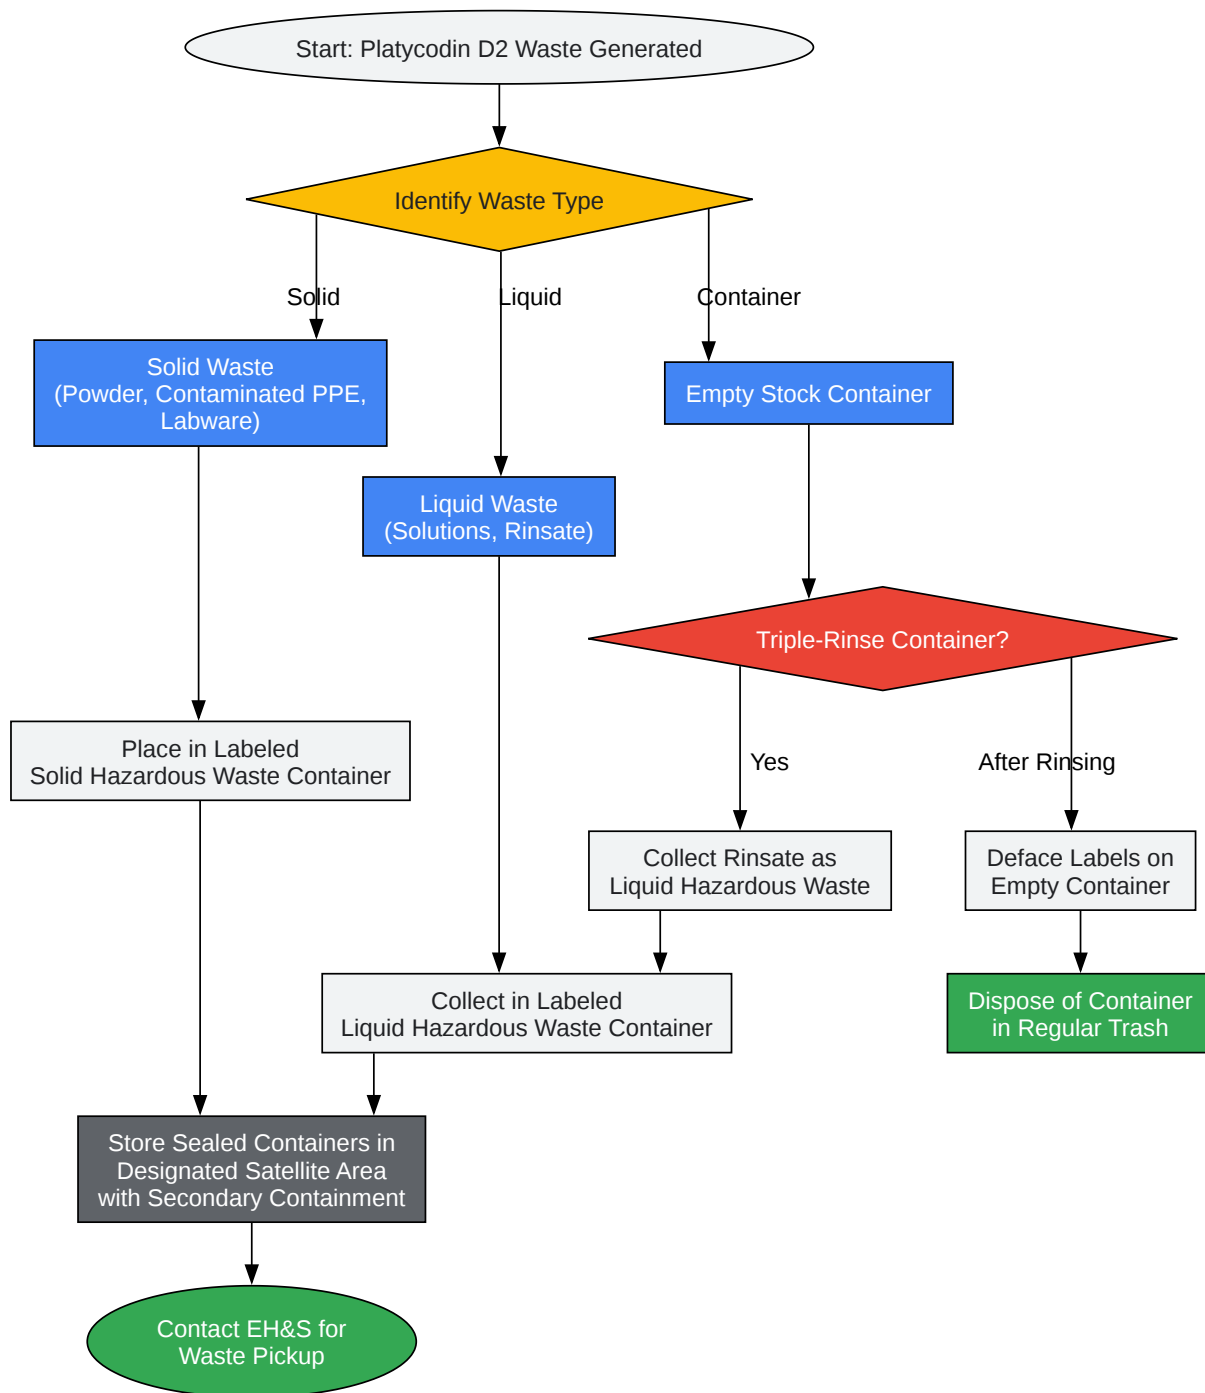 Start: Platycodin D2 Waste Generated
Identify Waste Type
Solid
Liquid
Container
Solid Waste
(Powder, Contaminated PPE,
Labware)
Empty Stock Container
Liquid Waste
(Solutions, Rinsate)
Triple-Rinse Container?
Place in Labeled
Solid Hazardous Waste Container
Yes
After Rinsing
Collect Rinsate as
Liquid Hazardous Waste
Deface Labels on
Empty Container
Collect in Labeled
Liquid Hazardous Waste Container
Dispose of Container
in Regular Trash
Store Sealed Containers in
Designated Satellite Area
with Secondary Containment
Contact EH&S for
Waste Pickup